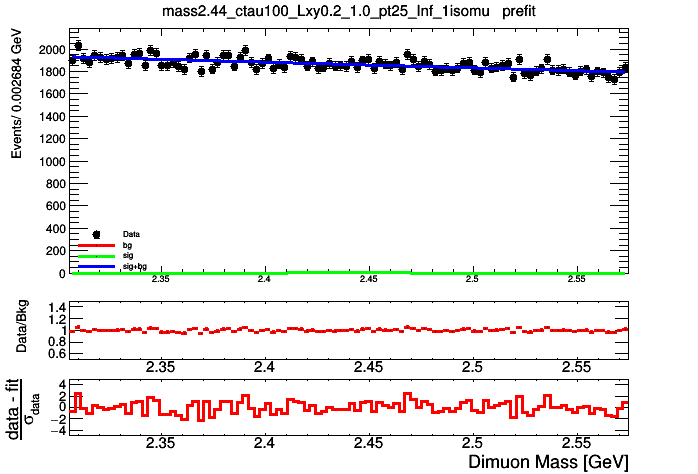 mass2.44_ctau100_Lxy0.2_1.0_pt25_Inf_1isomu prefit
Events/ 0.002684 GeV
2000
1800
1600
1400
1200
1000
800
600
400
200
0
Data
bg
sig
sig+bg
2.35 2.4 2.45 2.5 2.55
Data/Bkg
1.4
1.2
1
0.8
0.6
2.35 2.4 2.45 2.5 2.55
data - fit
σdata
4
2
0
−2
−4
2.35 2.4 2.45 2.5 2.55
Dimuon Mass [GeV]